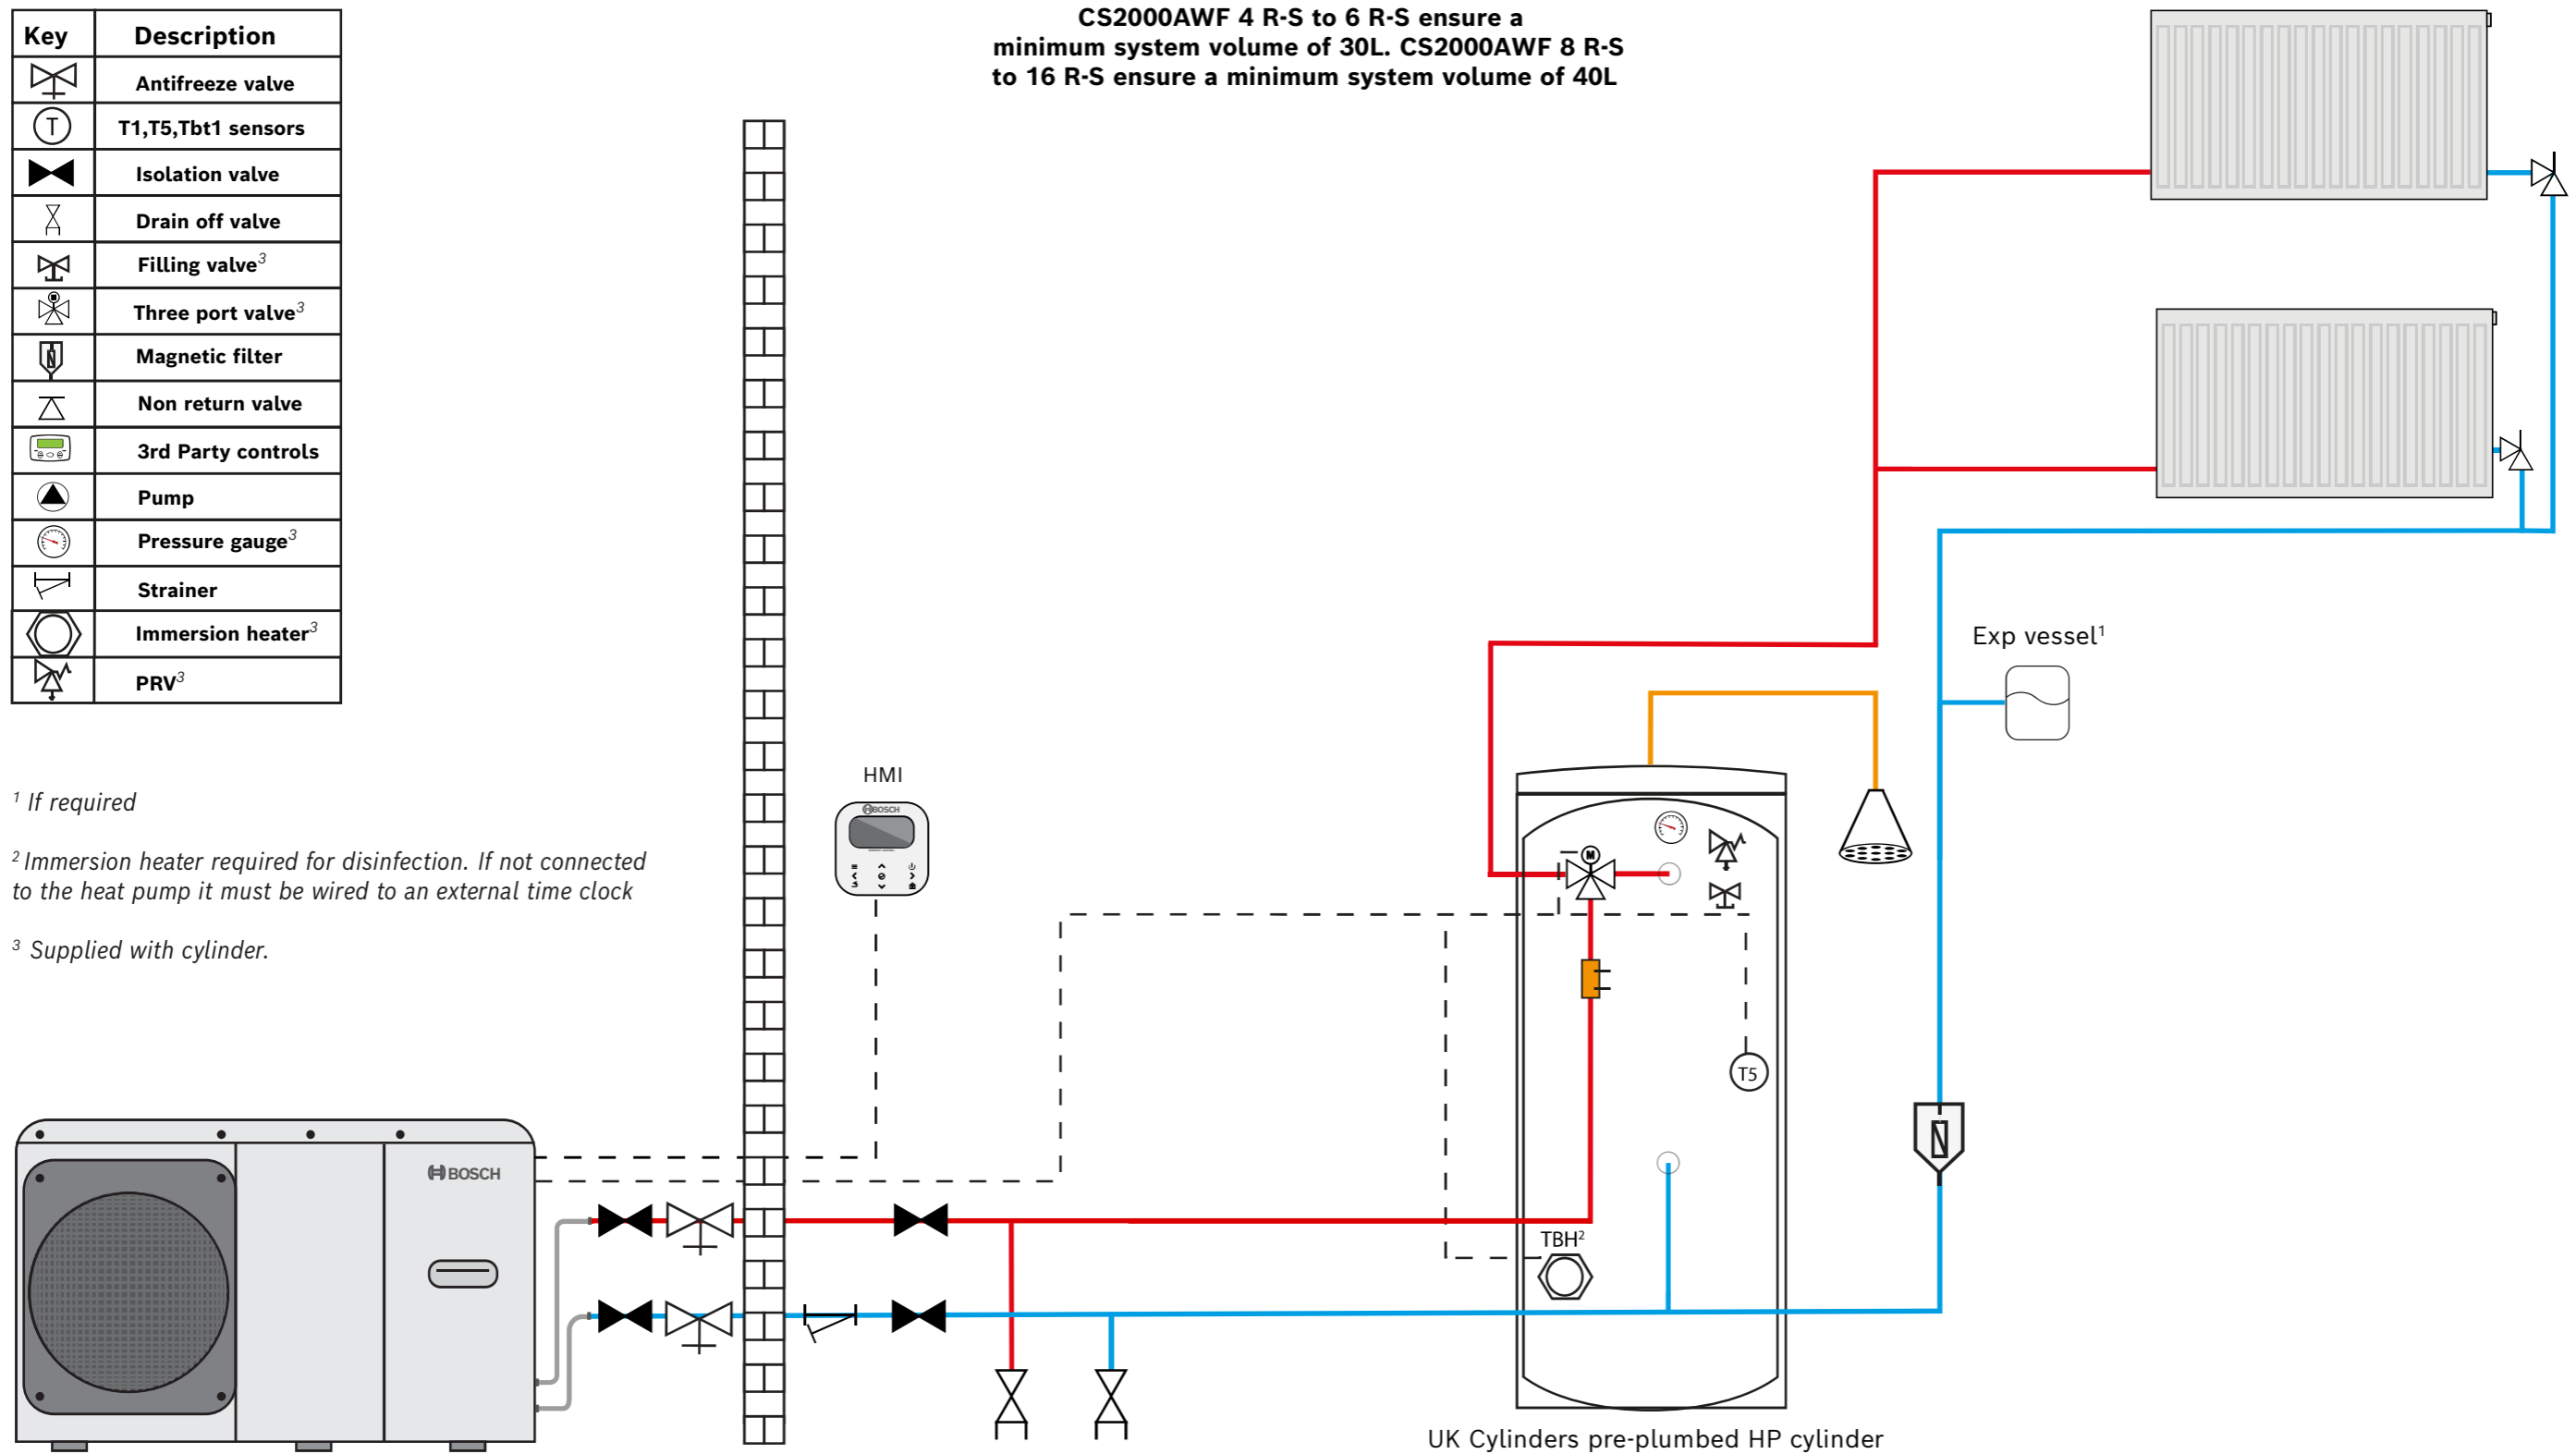 CS2000AWF 4 R-S to 6 R-S ensure a
minimum system volume of 30L. CS2000AWF 8 R-S
to 16 R-S ensure a minimum system volume of 40L
Key Description
Antifreeze valve
T T1,T5,Tbt1 sensors
Isolation valve
Drain off valve
Filling valve³
Three port valve³
Magnetic filter
Non return valve
3rd Party controls
Pump
Pressure gauge³
Strainer
Immersion heater³
PRV³
¹ If required
² Immersion heater required for disinfection. If not connected
to the heat pump it must be wired to an external time clock
³ Supplied with cylinder.
HMI
BOSCH
Exp vessel¹
M
T5
BOSCH
TBH²
UK Cylinders pre-plumbed HP cylinder